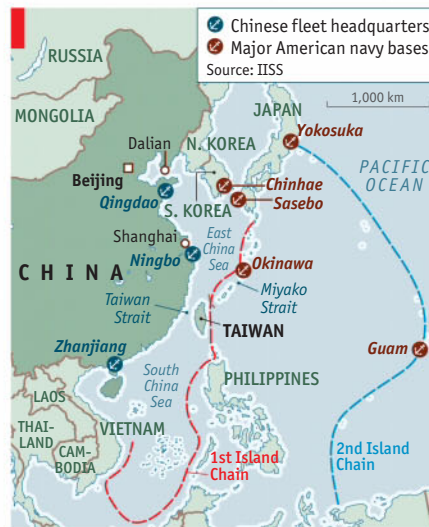 Chinese fleet headquarters
Major American navy bases
Source: IISS
RUSSIA
MONGOLIA
JAPAN
1,000 km
Yokosuka
N. KOREA
Dalian
Beijing
PACIFIC
OCEAN
Chinhae
Qingdao
Sasebo
S. KOREA
Shanghai
East
China
Sea
Ningbo
CHINA
Okinawa
Miyako
Strait
Taiwan
Strait
TAIWAN
Zhanjiang
Guam
South
China
Sea
PHILIPPINES
LAOS
THAI-
LAND
VIETNAM
CAM-
BODIA
1st Island
Chain
2nd Island
Chain